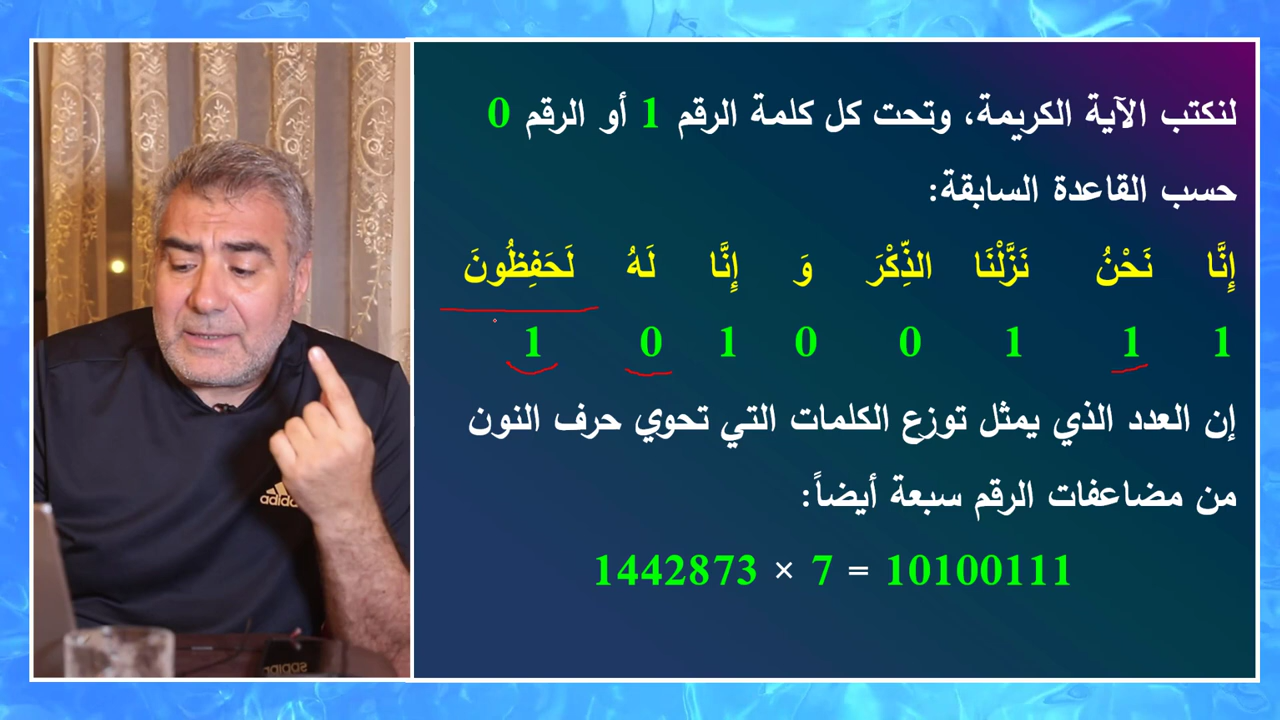 لنكتب الآية الكريمة، وتحت كل كلمة الرقم 1 أو الرقم 0
حسب القاعدة السابقة:
إِنَّا نَحْنُ نَزَّلْنَا الذِّكْرَ وَ إِنَّا لَهُ لَحَفِظُونَ
1 1 1 0 0 1 0 1
إن العدد الذي يمثل توزع الكلمات التي تحوي حرف النون
من مضاعفات الرقم سبعة أيضاً:
1442873 × 7 = 10100111
adidas